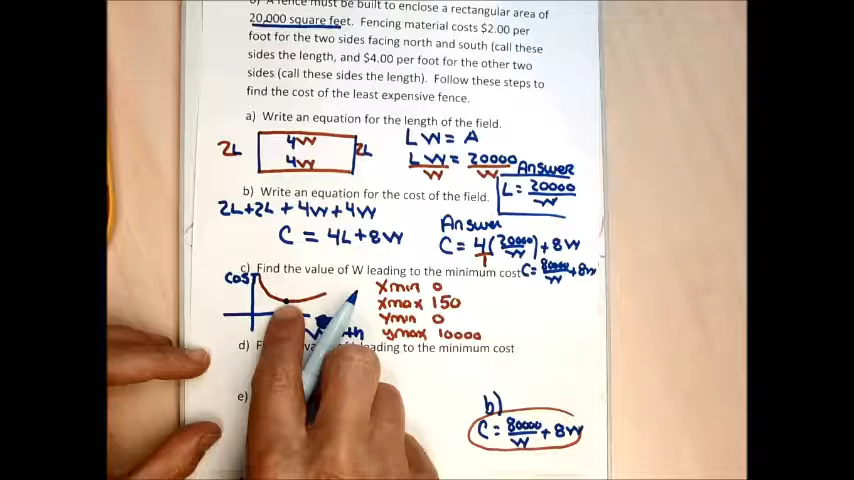 A fence must be built to enclose a rectangular area of
20,000 square feet. Fencing material costs $2.00 per
foot for the two sides facing north and south (call these
sides the length, and $4.00 per foot for the other two
sides (call these sides the length). Follow these steps to
find the cost of the least expensive fence.
a) Write an equation for the length of the field.
2L 4W 4W 2L
LW = A
LW/W = 20000/W
Answer
L = 20000/W
b) Write an equation for the cost of the field.
2L+2L+4W+4W
C = 4L+8W
Answer
C = 4/1(20000/W)+8W
C = 80000/W+8W
c) Find the value of W leading to the minimum cost
Cost
xmin 0
xmax 150
ymin 0
ymax 10000
d) leading to the minimum cost
e)
b)
C = 80000/W + 8W